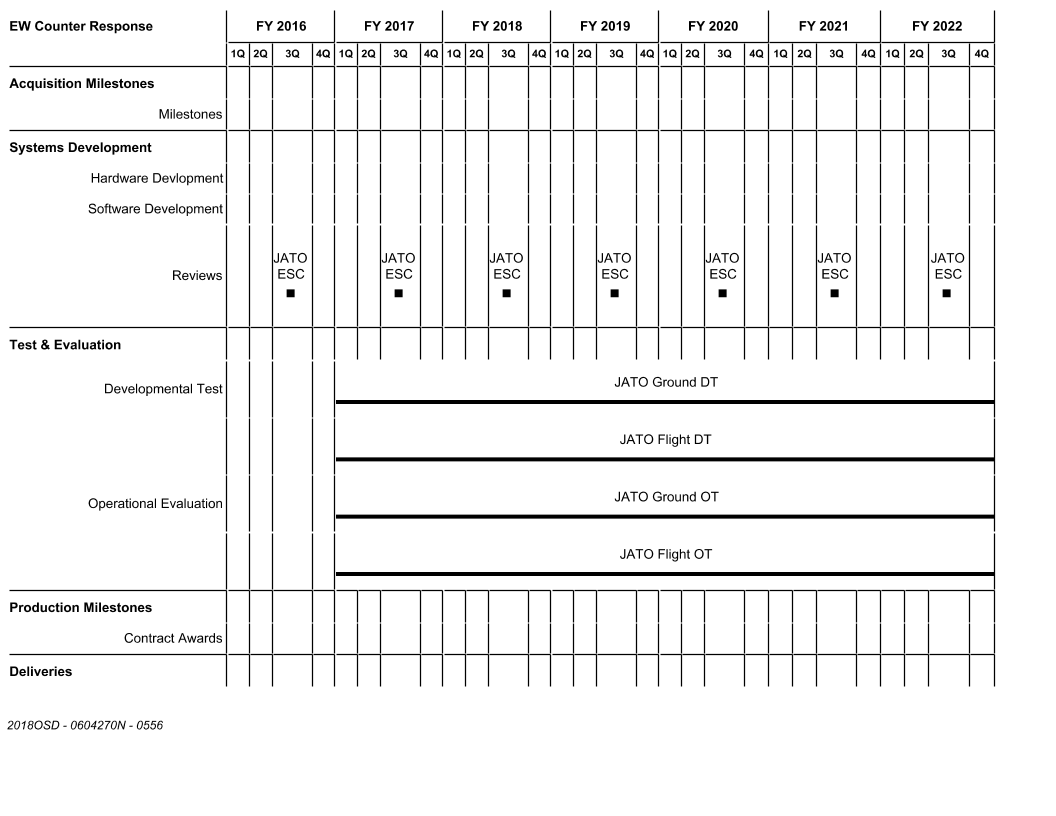 EW Counter Response FY 2016 FY 2017 FY 2018 FY 2019 FY 2020 FY 2021 FY 2022
1Q 2Q 3Q 4Q 1Q 2Q 3Q 4Q 1Q 2Q 3Q 4Q 1Q 2Q 3Q 4Q 1Q 2Q 3Q 4Q 1Q 2Q 3Q 4Q 1Q 2Q 3Q 4Q
Acquisition Milestones
Milestones
Systems Development
Hardware Devlopment
Software Development
JATO JATO JATO JATO JATO JATO JATO
Reviews ESC ESC ESC ESC ESC ESC ESC
Test & Evaluation
JATO Ground DT
Developmental Test
JATO Flight DT
JATO Ground OT
Operational Evaluation
JATO Flight OT
Production Milestones
Contract Awards
Deliveries
2018OSD - 0604270N - 0556